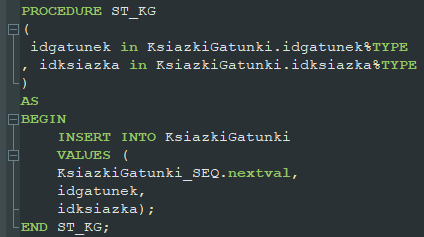 PROCEDURE ST_KG
(
idgatunek in KsiazkiGatunki.idgatunek%TYPE
, idksiazka in KsiazkiGatunki.idksiazka%TYPE
)
AS
BEGIN
INSERT INTO KsiazkiGatunki
VALUES (
KsiazkiGatunki_SEQ.nextval,
idgatunek,
idksiazka);
END ST_KG;